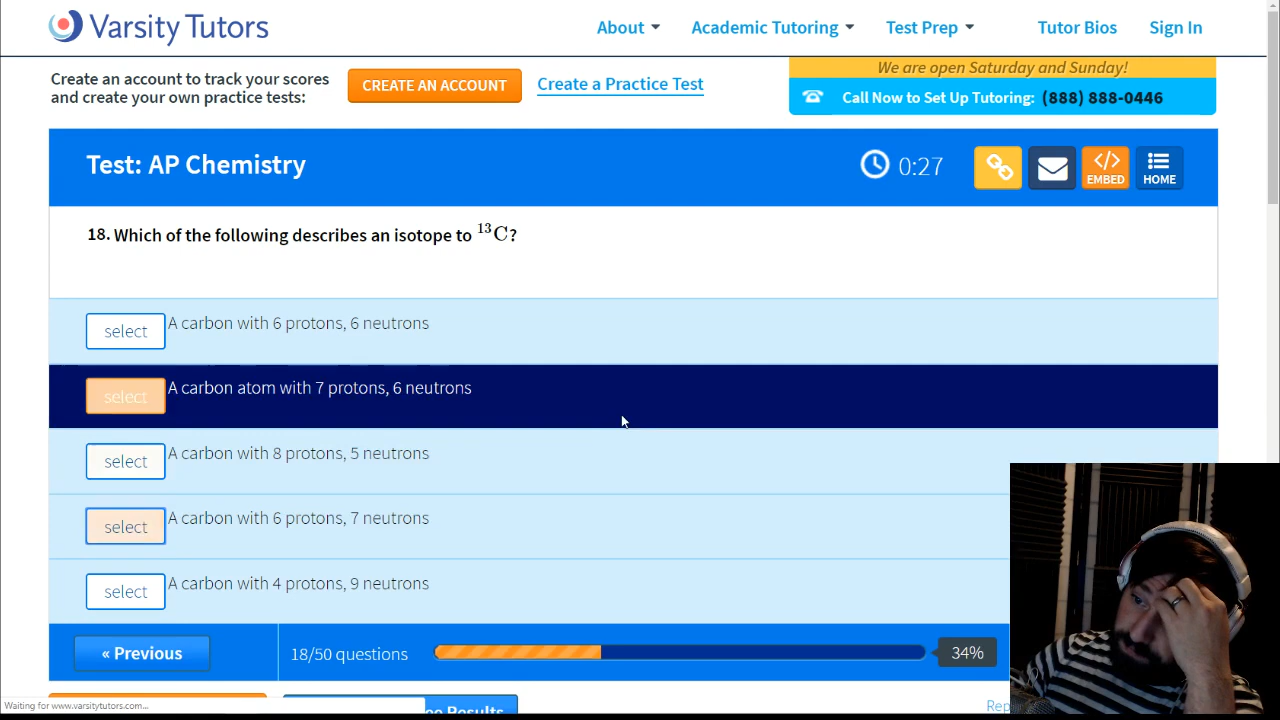 Varsity Tutors
About
Academic Tutoring
Test Prep
Tutor Bios
Sign In
Create an account to track your scores
and create your own practice tests:
CREATE AN ACCOUNT
Create a Practice Test
We are open Saturday and Sunday!
Call Now to Set Up Tutoring: (888) 888-0446
Test: AP Chemistry
0:27
EMBED
HOME
18. Which of the following describes an isotope to ¹³C?
select A carbon with 6 protons, 6 neutrons
select A carbon atom with 7 protons, 6 neutrons
select A carbon with 8 protons, 5 neutrons
select A carbon with 6 protons, 7 neutrons
select A carbon with 4 protons, 9 neutrons
« Previous
18/50 questions
34%
Results
Waiting for www.varsitytutors.com...